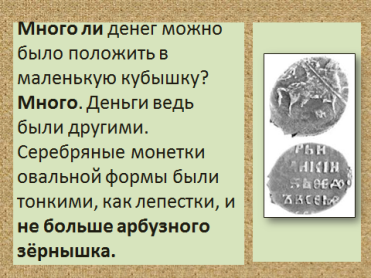 Много ли денег можно
было положить в
маленькую кубышку?
Много. Деньги ведь
были другими.
Серебряные монетки
овальной формы были
тонкими, как лепестки, и
не больше арбузного
зёрнышка.